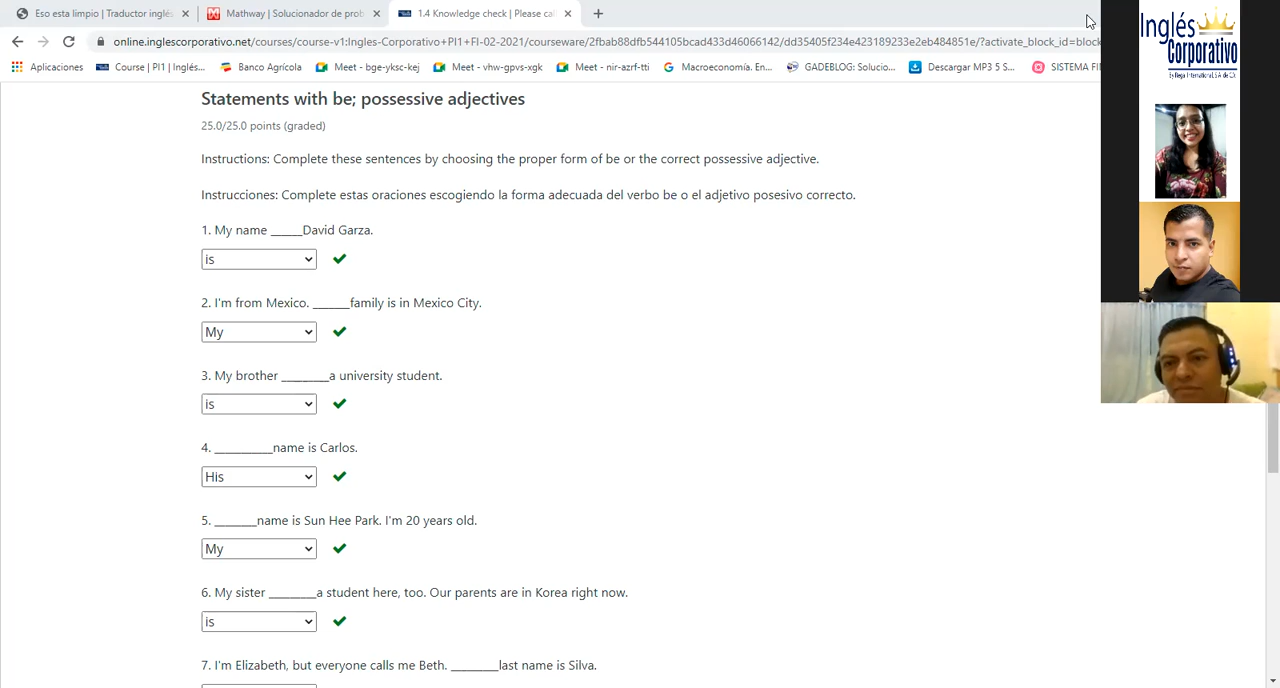 Eso esta limpio | Traductor inglés
Mathway | Solucionador de prob
1.4 Knowledge check | Please cal
online.inglescorporativo.net/courses/course-v1:Ingles-Corporativo+PI1+FI-02-2021/courseware/2fbab88dfb544105bcad433d46066142/dd35405f234e423189233e2eb484851e/?activate_block_id=block
Aplicaciones
Course | PI1 | Inglés...
Banco Agrícola
Meet - bge-yksc-kej
Meet - vhw-gpvs-xgk
Meet - nir-azrf-tti
Macroeconomía. En...
GADEBLOG: Solucio...
Descargar MP3 5 S...
SISTEMA FI
Inglés
Corporativo
Statements with be; possessive adjectives
25.0/25.0 points (graded)
Instructions: Complete these sentences by choosing the proper form of be or the correct possessive adjective.
Instrucciones: Complete estas oraciones escogiendo la forma adecuada del verbo be o el adjetivo posesivo correcto.
1. My name _____David Garza.
is
2. I'm from Mexico. ______family is in Mexico City.
My
3. My brother ________a university student.
is
4. __________name is Carlos.
His
5. _______name is Sun Hee Park. I'm 20 years old.
My
6. My sister ________a student here, too. Our parents are in Korea right now.
is
7. I'm Elizabeth, but everyone calls me Beth. ________last name is Silva.